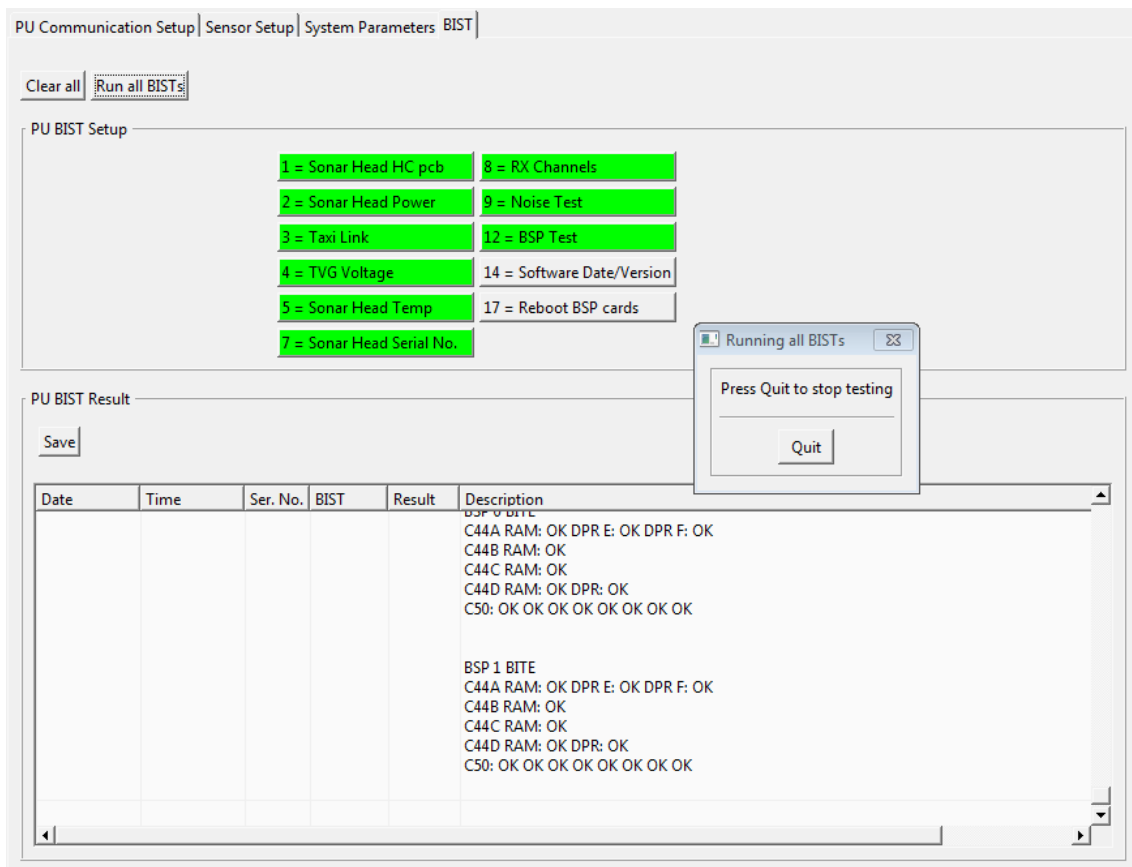 PU Communication Setup Sensor Setup System Parameters BIST
Clear all Run all BISTs
PU BIST Setup
1 = Sonar Head HC pcb 8 = RX Channels
2 = Sonar Head Power 9 = Noise Test
3 = Taxi Link 12 = BSP Test
4 = TVG Voltage 14 = Software Date/Version
5 = Sonar Head Temp 17 = Reboot BSP cards
7 = Sonar Head Serial No.
Running all BISTs
Press Quit to stop testing
Quit
PU BIST Result
Save
Date Time Ser. No. BIST Result Description
BSP 0 BITE
C44A RAM: OK DPR E: OK DPR F: OK
C44B RAM: OK
C44C RAM: OK
C44D RAM: OK DPR: OK
C50: OK OK OK OK OK OK OK OK
BSP 1 BITE
C44A RAM: OK DPR E: OK DPR F: OK
C44B RAM: OK
C44C RAM: OK
C44D RAM: OK DPR: OK
C50: OK OK OK OK OK OK OK OK